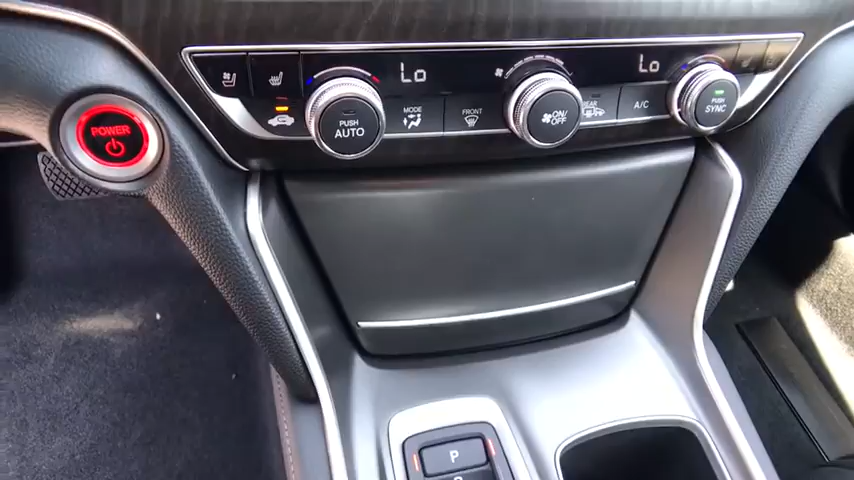 POWER
Lo
PUSH
AUTO
MODE
FRONT
ON/
OFF
REAR
A/C
Lo
PUSH
SYNC
P